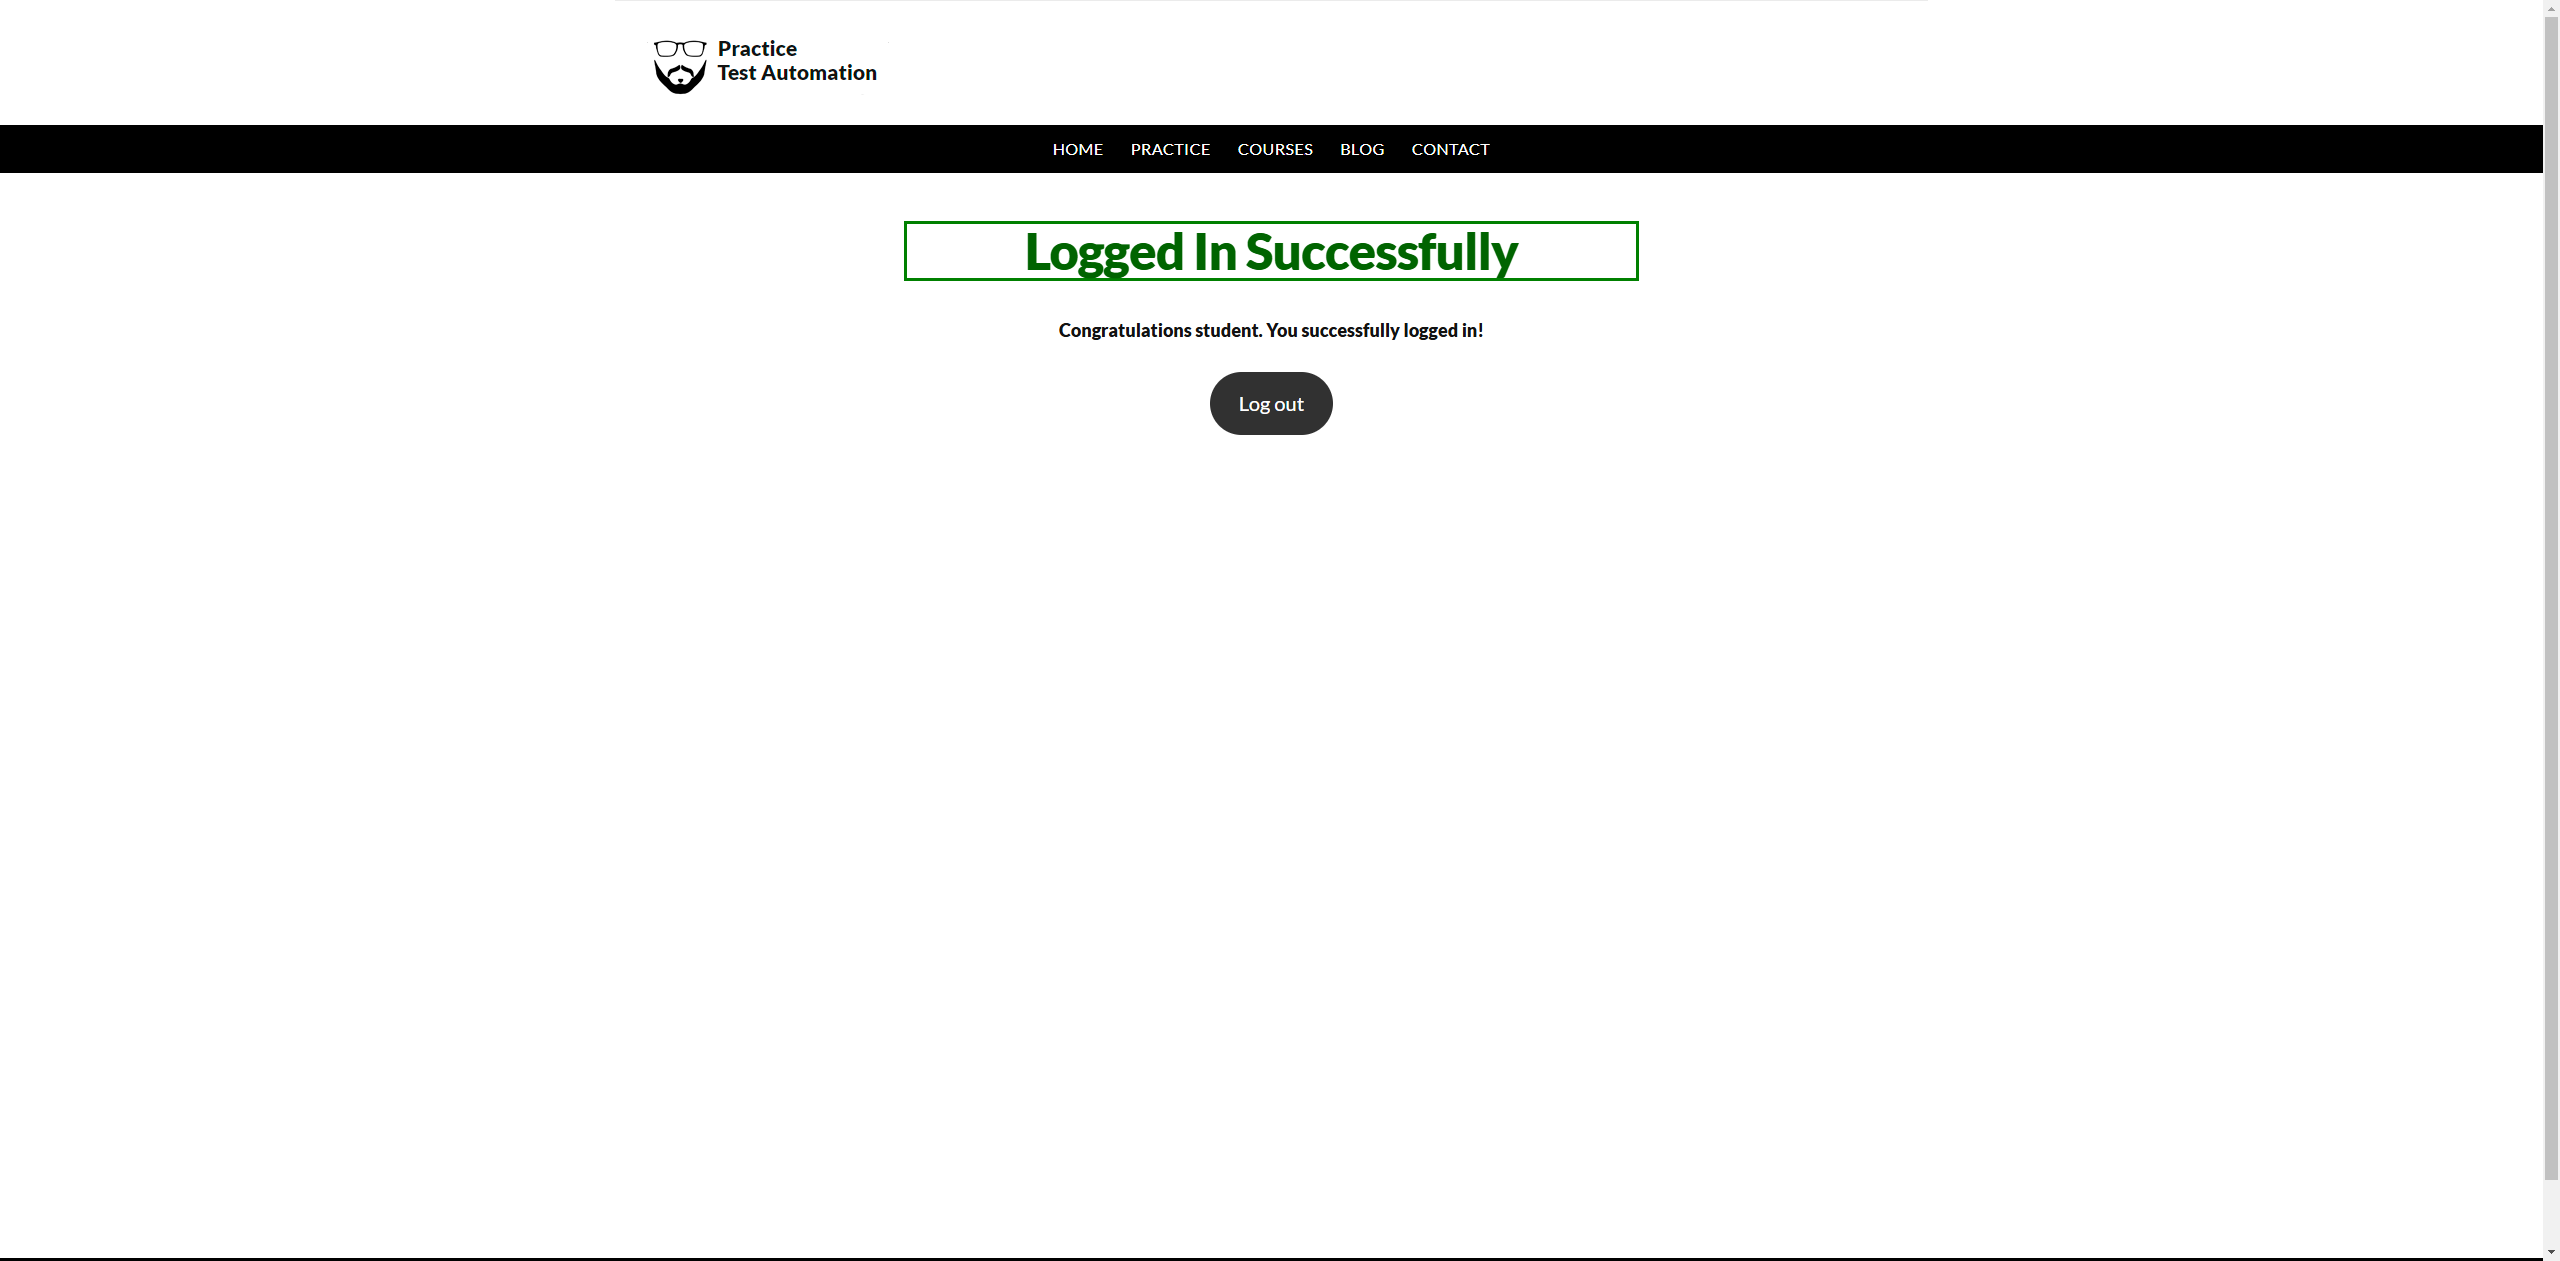 Practice
Test Automation
HOME PRACTICE COURSES BLOG CONTACT
Logged In Successfully
Congratulations student. You successfully logged in!
Log out